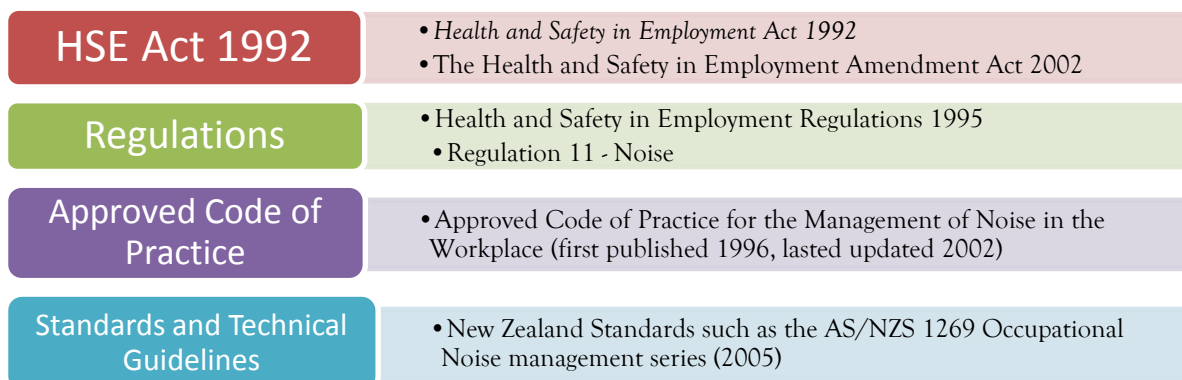 HSE Act 1992
• Health and Safety in Employment Act 1992
• The Health and Safety in Employment Amendment Act 2002
Regulations
• Health and Safety in Employment Regulations 1995
• Regulation 11 - Noise
Approved Code of
Practice
• Approved Code of Practice for the Management of Noise in the
Workplace (first published 1996, lasted updated 2002)
Standards and Technical
Guidelines
• New Zealand Standards such as the AS/NZS 1269 Occupational
Noise management series (2005)